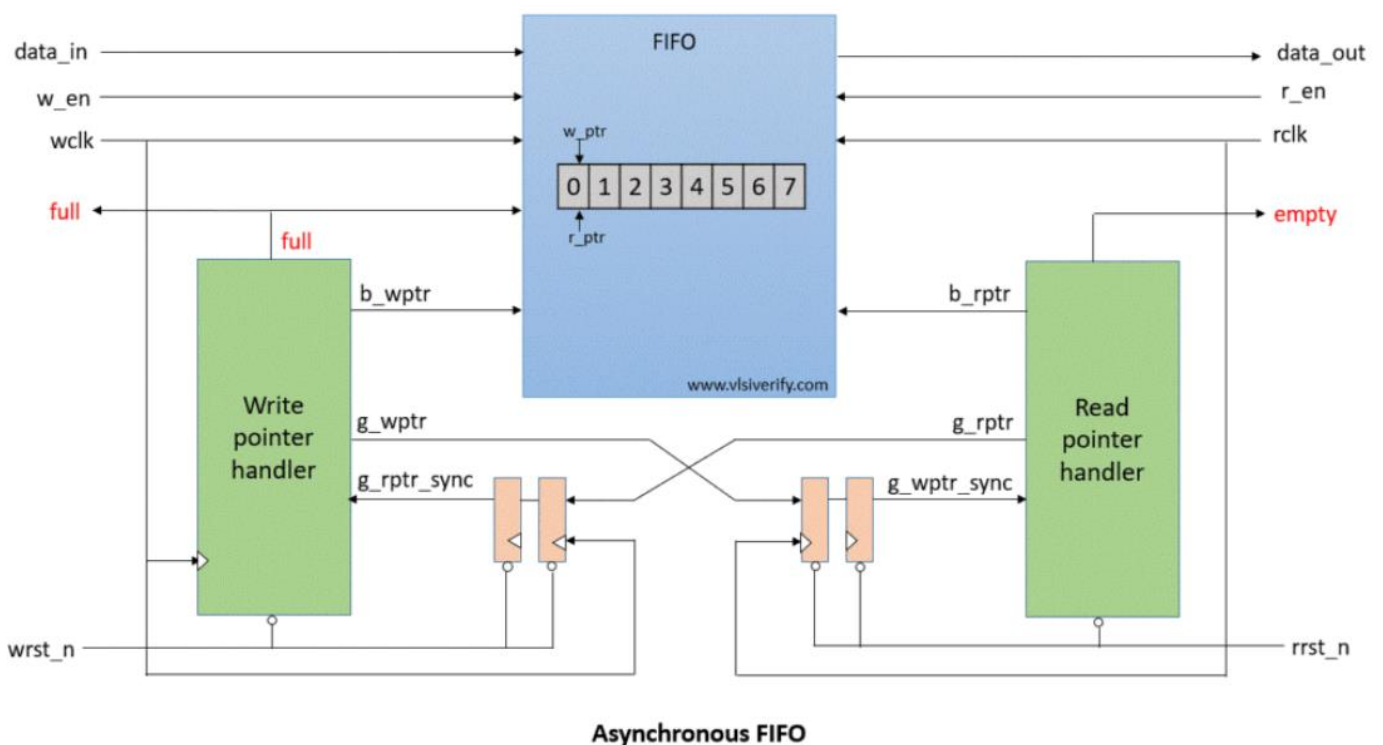 FIFO
data_in
data_out
w_en
r_en
wclk
rclk
w_ptr
0 1 2 3 4 5 6 7
r_ptr
full
full
empty
b_wptr
b_rptr
www.vlsiverify.com
Write
pointer
handler
Read
pointer
handler
g_wptr
g_rptr
g_rptr_sync
g_wptr_sync
wrst_n
rrst_n
Asynchronous FIFO